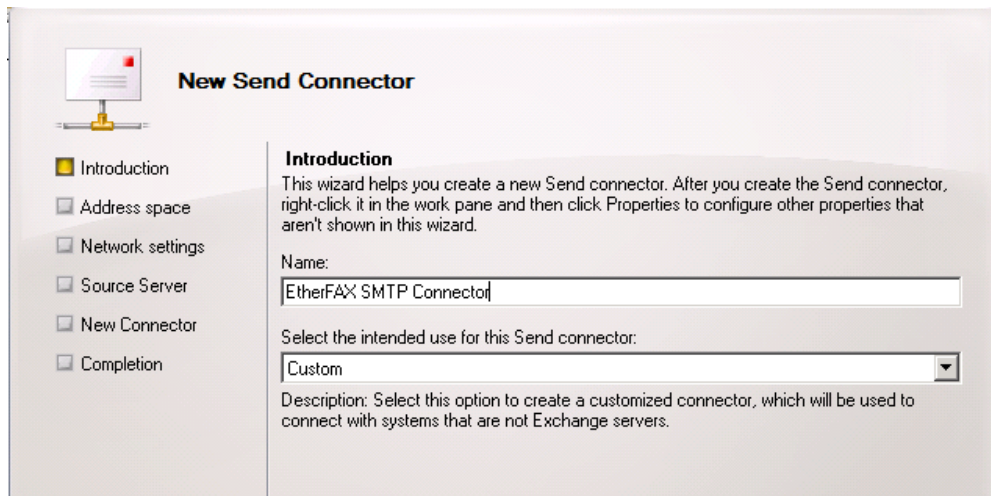 New Send Connector
Introduction
Address space
Network settings
Source Server
New Connector
Completion
Introduction
This wizard helps you create a new Send connector. After you create the Send connector,
right-click it in the work pane and then click Properties to configure other properties that
aren't shown in this wizard.
Name:
EtherFAX SMTP Connector
Select the intended use for this Send connector:
Custom
Description: Select this option to create a customized connector, which will be used to
connect with systems that are not Exchange servers.